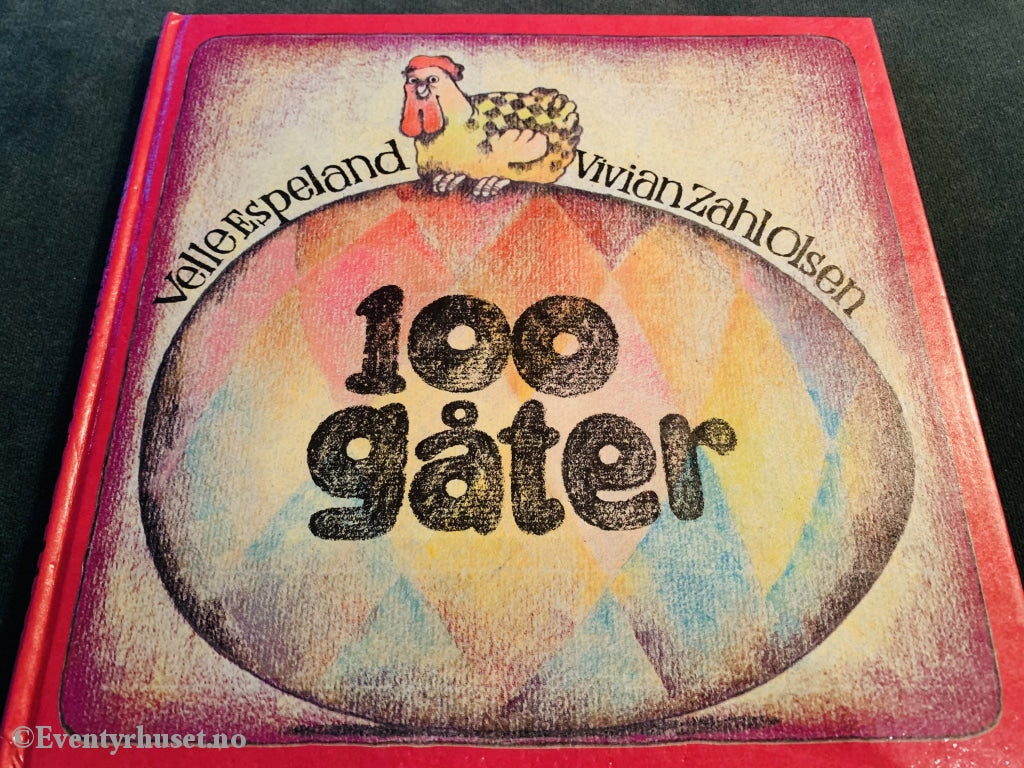 Velle Espeland
Vivian Zahl Olsen
100
gåter
©Eventyrhuset.no